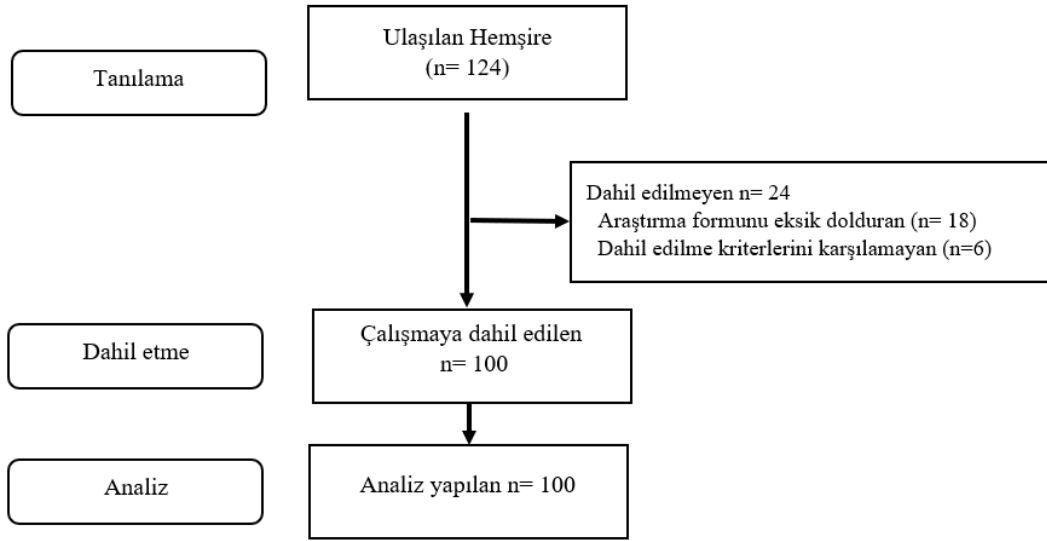 Ulaşılan Hemşire
(n= 124)
Tanılama
Dahil edilmeyen n= 24
Araştırma formunu eksik dolduran (n= 18)
Dahil edilme kriterlerini karşılamayan (n=6)
Çalışmaya dahil edilen
n= 100
Dahil etme
Analiz yapılan n= 100
Analiz